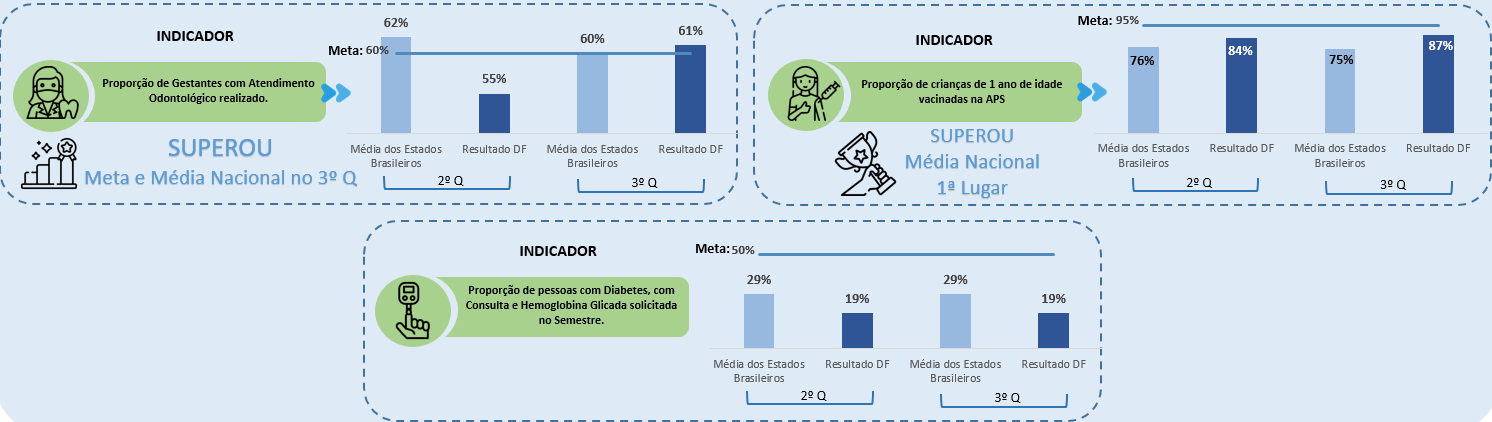 INDICADOR
Proporção de Gestantes com Atendimento
Odontológico realizado.
SUPEROU
Meta e Média Nacional no 3º Q
Meta: 60%
62%
55%
60%
61%
Média dos Estados
Brasileiros
Resultado DF
Média dos Estados
Brasileiros
Resultado DF
2º Q
3º Q
INDICADOR
Proporção de crianças de 1 ano de idade
vacinadas na APS
SUPEROU
Média Nacional
1ª Lugar
Meta: 95%
76%
84%
75%
87%
Média dos Estados
Brasileiros
Resultado DF
Média dos Estados
Brasileiros
Resultado DF
2º Q
3º Q
INDICADOR
Proporção de pessoas com Diabetes, com
Consulta e Hemoglobina Glicada solicitada
no Semestre.
Meta: 50%
29%
19%
29%
19%
Média dos Estados
Brasileiros
Resultado DF
Média dos Estados
Brasileiros
Resultado DF
2º Q
3º Q